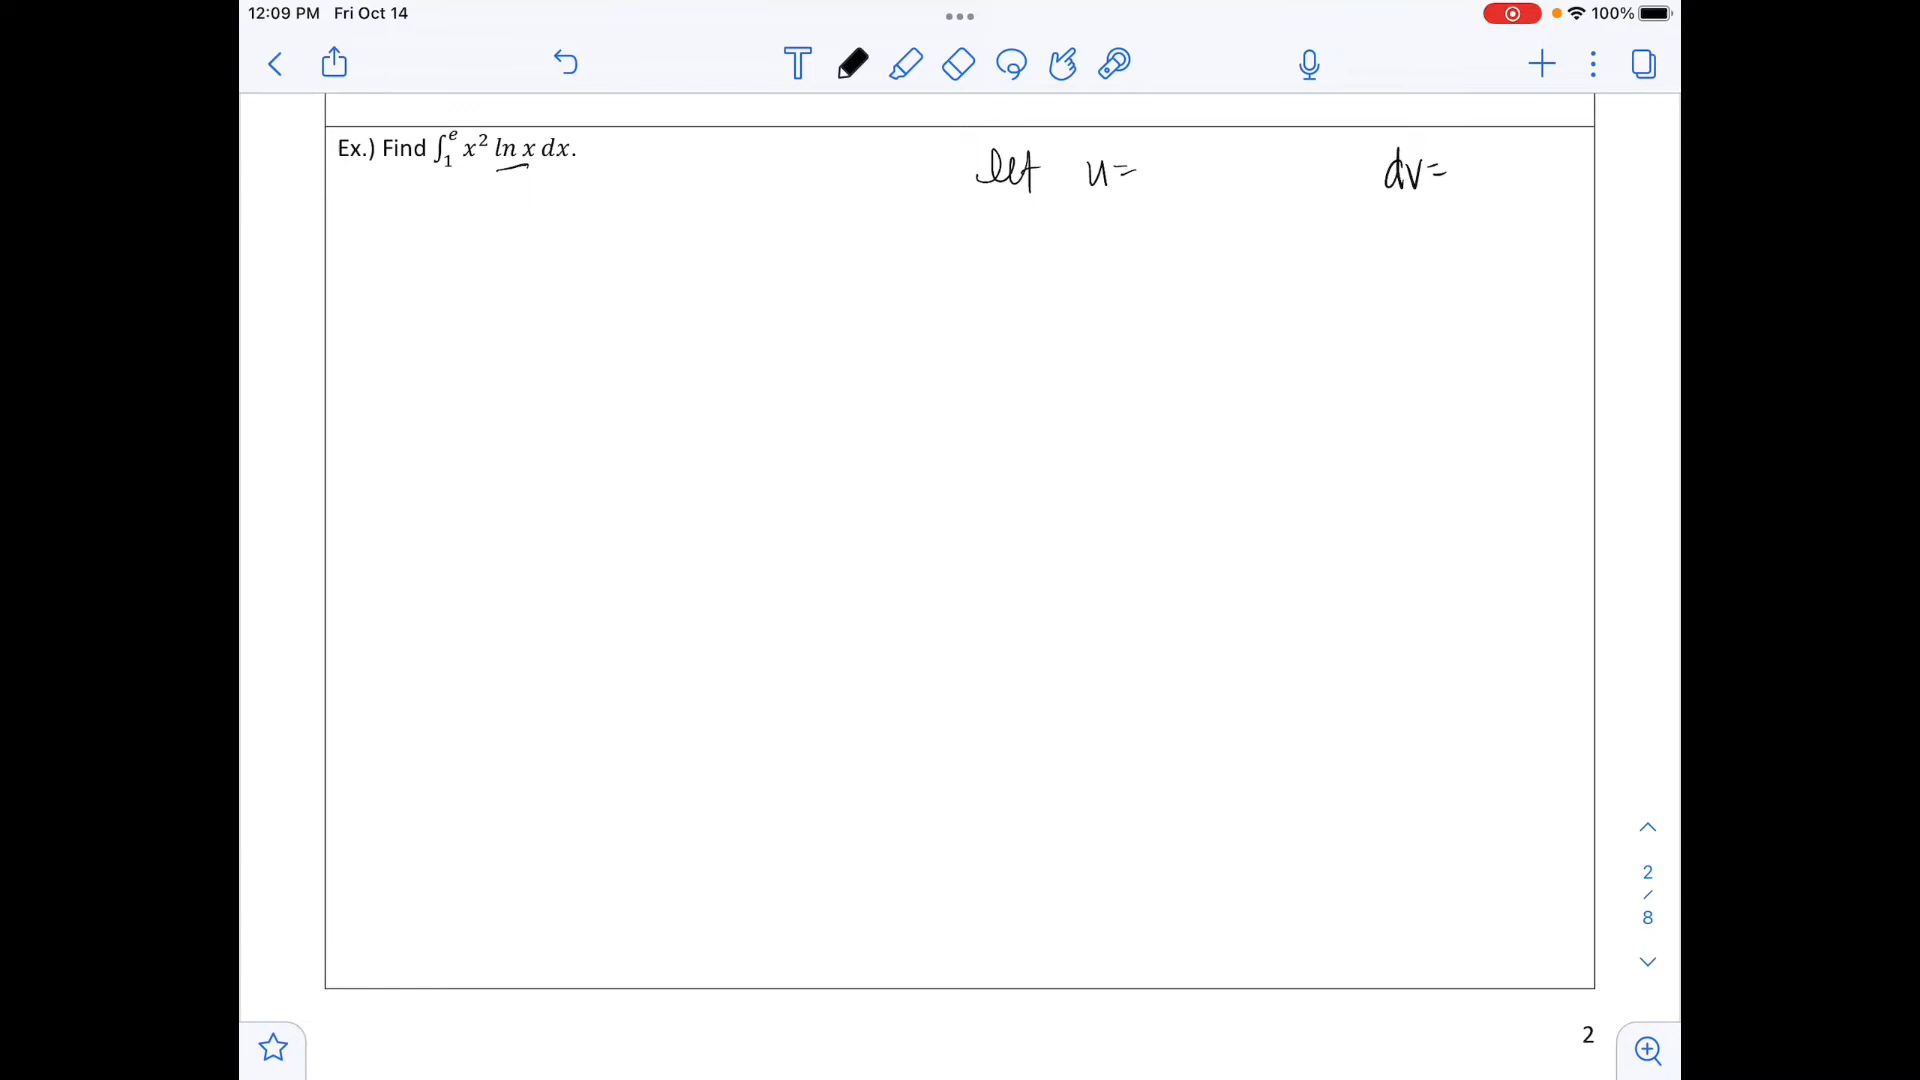 12:09 PM Fri Oct 14 100%
T
Ex.) Find ∫₁ᵉ x² ln x dx.
let u= dv=
2
/
8
2